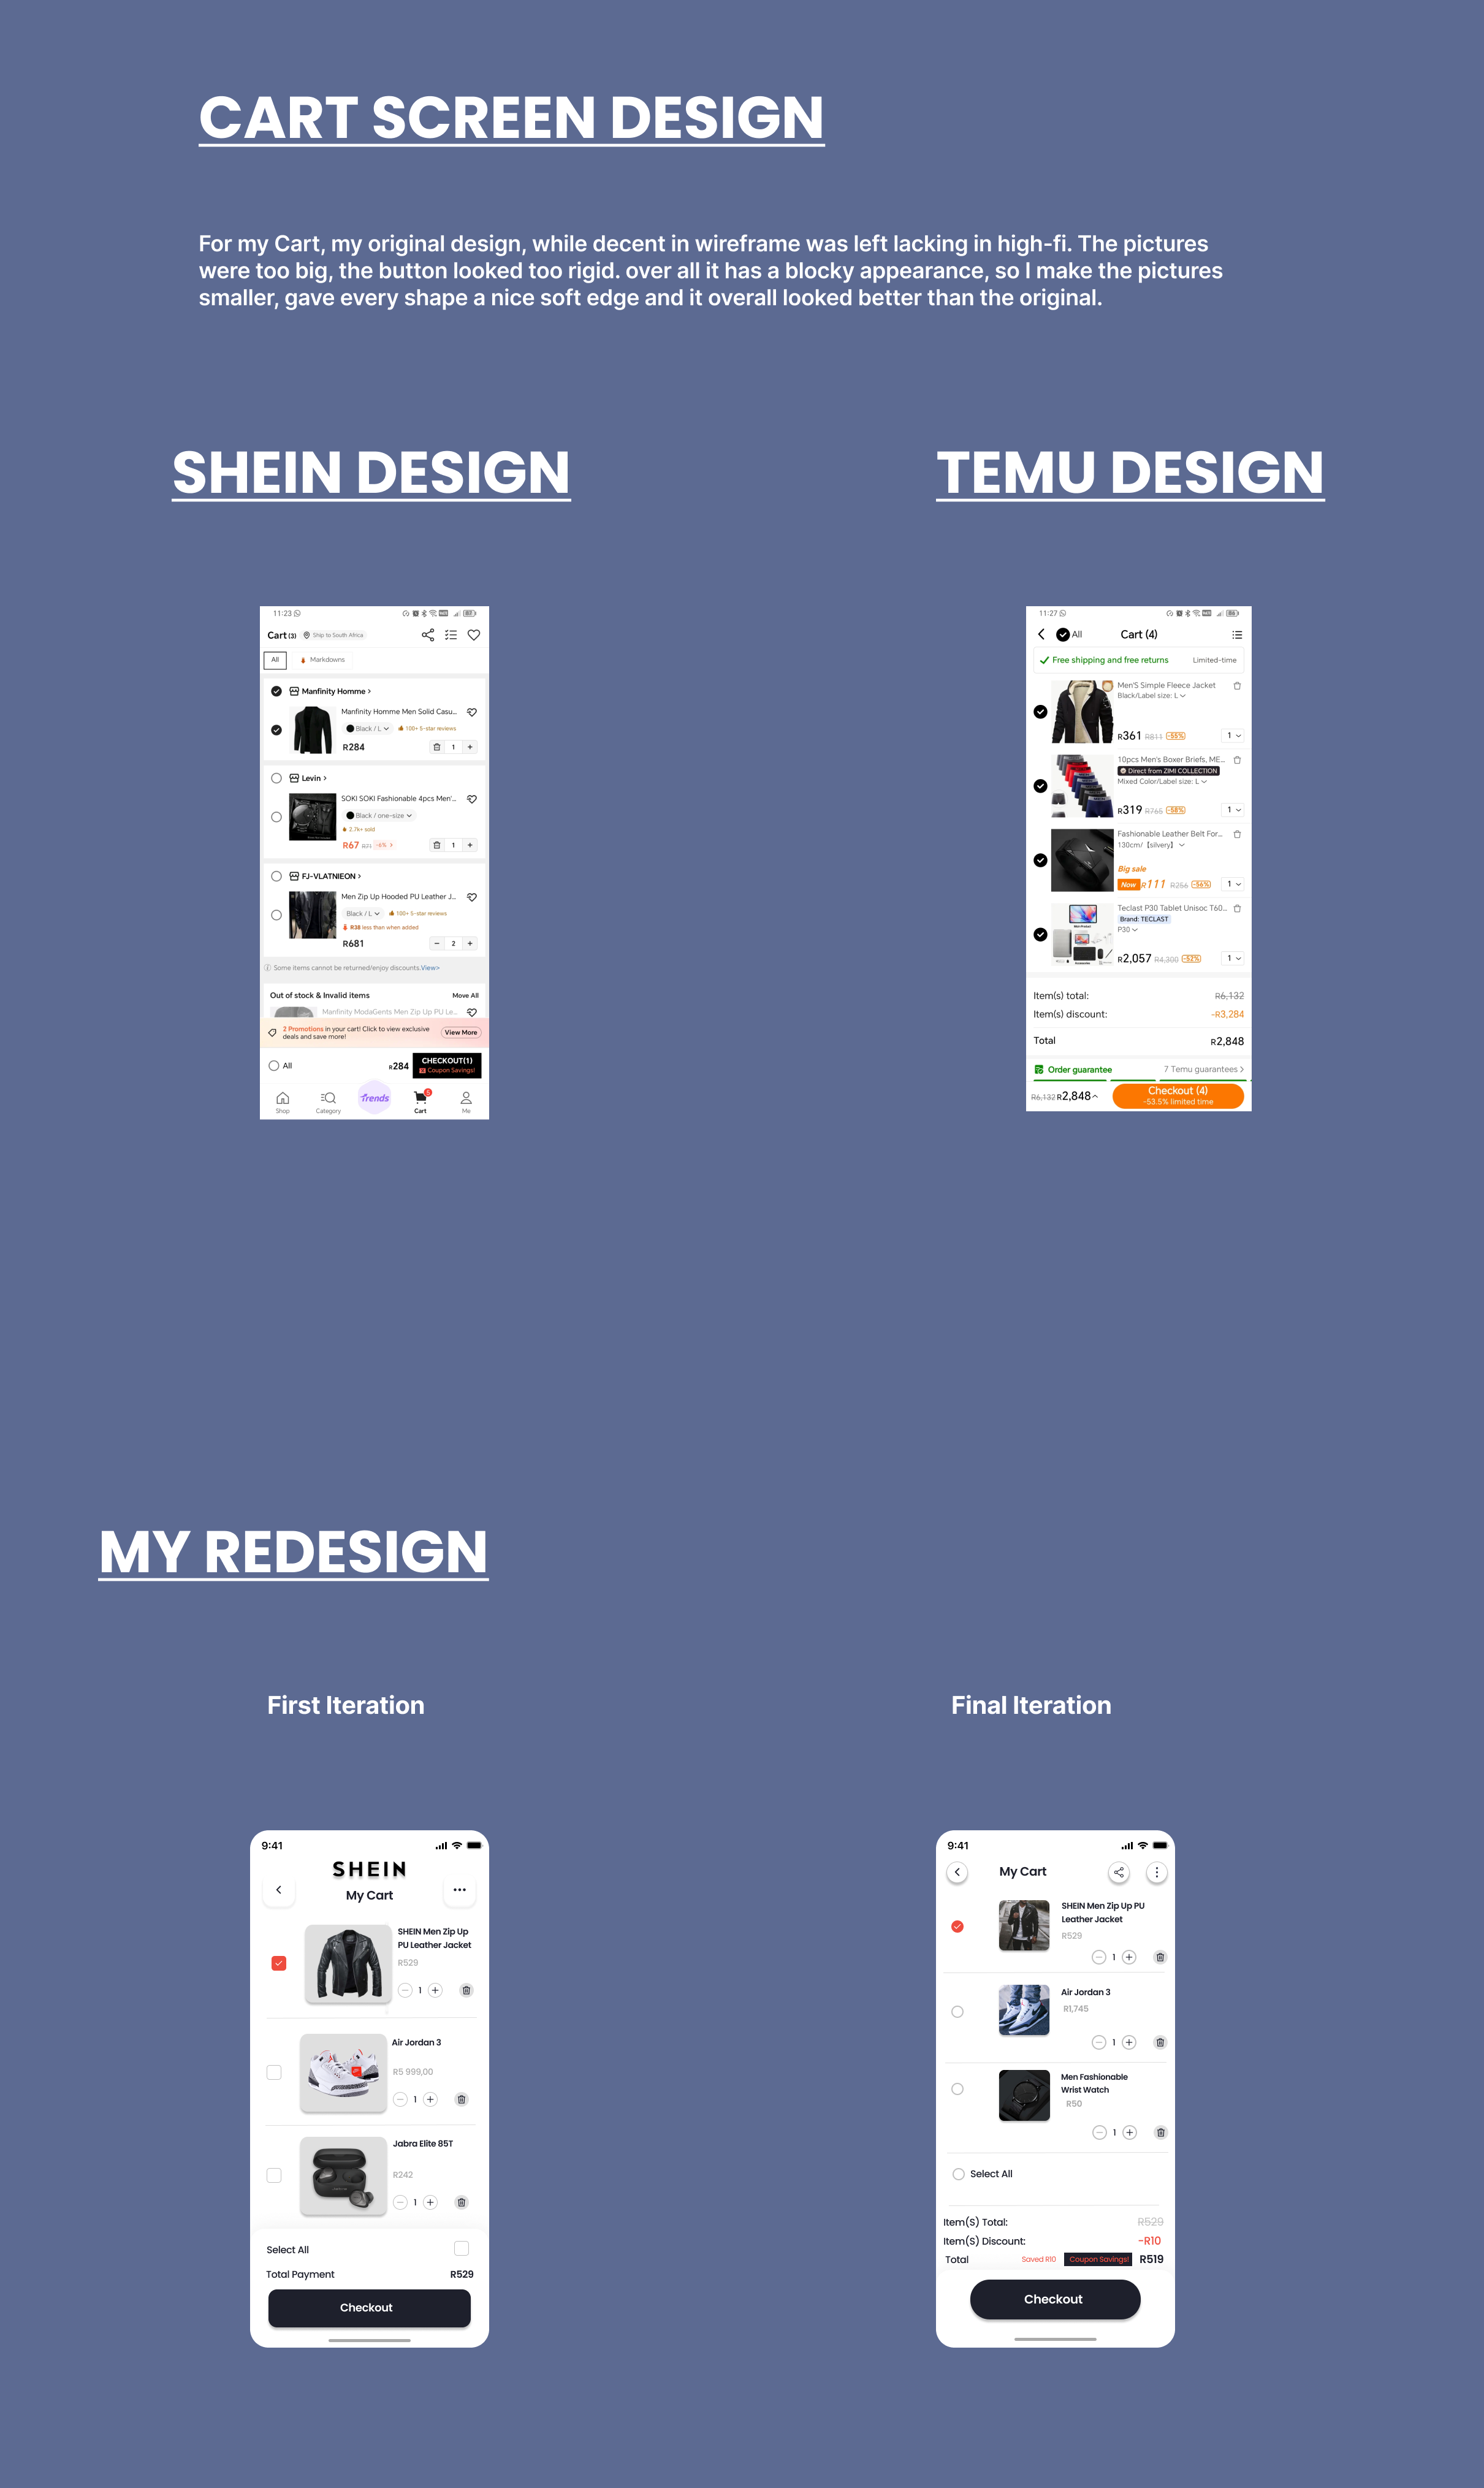 CART SCREEN DESIGN
For my Cart, my original design, while decent in wireframe was left lacking in high-fi. The pictures
were too big, the button looked too rigid. over all it has a blocky appearance, so I make the pictures
smaller, gave every shape a nice soft edge and it overall looked better than the original.
SHEIN DESIGN
TEMU DESIGN
11:23
Cart (3) Ship to South Africa
All Markdowns
Manfinity Homme >
Manfinity Homme Men Solid Casu...
Black / L 100+ 5-star reviews
R284 1 +
Levin >
SOKI SOKI Fashionable 4pcs Men'...
Black / one-size
2.7k+ sold
R67 R71 -6% > 1 +
FJ-VLATNIEON >
Men Zip Up Hooded PU Leather J...
Black / L 100+ 5-star reviews
R38 less than when added
R681 − 2 +
Some items cannot be returned/enjoy discounts.View>
Out of stock & Invalid items Move All
Manfinity ModaGents Men Zip Up PU Le...
2 Promotions in your cart! Click to view exclusive
deals and save more!
View More
All R284 CHECKOUT(1)
Coupon Savings!
Trends
5
Shop Category Cart Me
11:27
All Cart (4)
Free shipping and free returns Limited-time
Men'S Simple Fleece Jacket
Black/Label size: L
R361 R811 -55% 1
10pcs Men's Boxer Briefs, ME...
Direct from ZIMI COLLECTION
Mixed Color/Label size: L
R319 R765 -58% 1
Fashionable Leather Belt For...
130cm/【silvery】
Big sale
Now R111 R256 -56% 1
Teclast P30 Tablet Unisoc T60...
Brand: TECLAST
P30
R2,057 R4,300 -52% 1
Item(s) total: R6,132
Item(s) discount: -R3,284
Total R2,848
Order guarantee 7 Temu guarantees >
R6,132 R2,848 Checkout (4)
-53.5% limited time
MY REDESIGN
First Iteration
Final Iteration
9:41
SHEIN
My Cart
SHEIN Men Zip Up
PU Leather Jacket
R529
− 1 +
Air Jordan 3
R5 999,00
− 1 +
Jabra Elite 85T
R242
− 1 +
Select All
Total Payment R529
Checkout
9:41
My Cart
SHEIN Men Zip Up PU
Leather Jacket
R529
− 1 +
Air Jordan 3
R1,745
− 1 +
Men Fashionable
Wrist Watch
R50
− 1 +
Select All
Item(S) Total: R529
Item(S) Discount: -R10
Total Saved R10 Coupon Savings! R519
Checkout